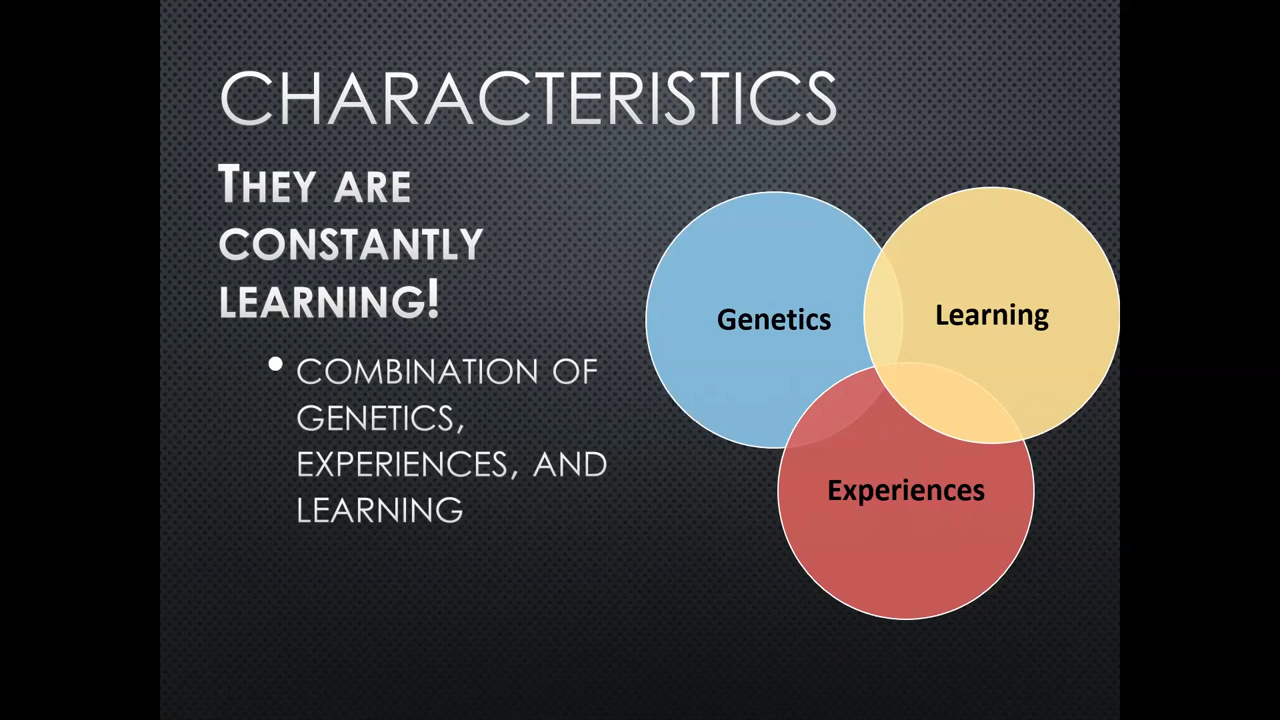 CHARACTERISTICS
THEY ARE
CONSTANTLY
LEARNING!
• COMBINATION OF
GENETICS,
EXPERIENCES, AND
LEARNING
Genetics
Learning
Experiences